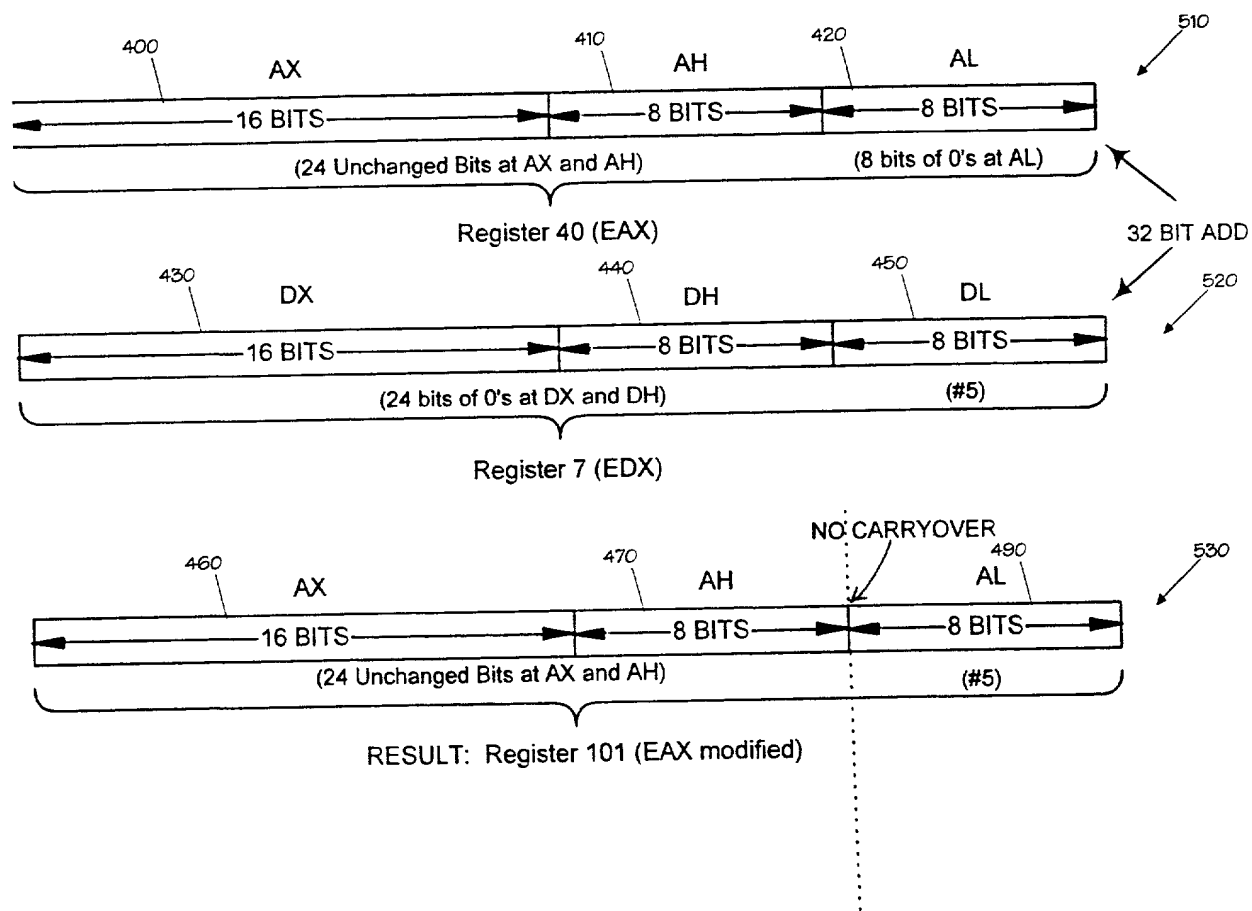 400 410 420 510
AX AH AL
16 BITS 8 BITS 8 BITS
(24 Unchanged Bits at AX and AH) (8 bits of 0's at AL)
Register 40 (EAX)
32 BIT ADD
430 440 450 520
DX DH DL
16 BITS 8 BITS 8 BITS
(24 bits of 0's at DX and DH) (#5)
Register 7 (EDX)
NO CARRYOVER
460 470 490 530
AX AH AL
16 BITS 8 BITS 8 BITS
(24 Unchanged Bits at AX and AH) (#5)
RESULT: Register 101 (EAX modified)